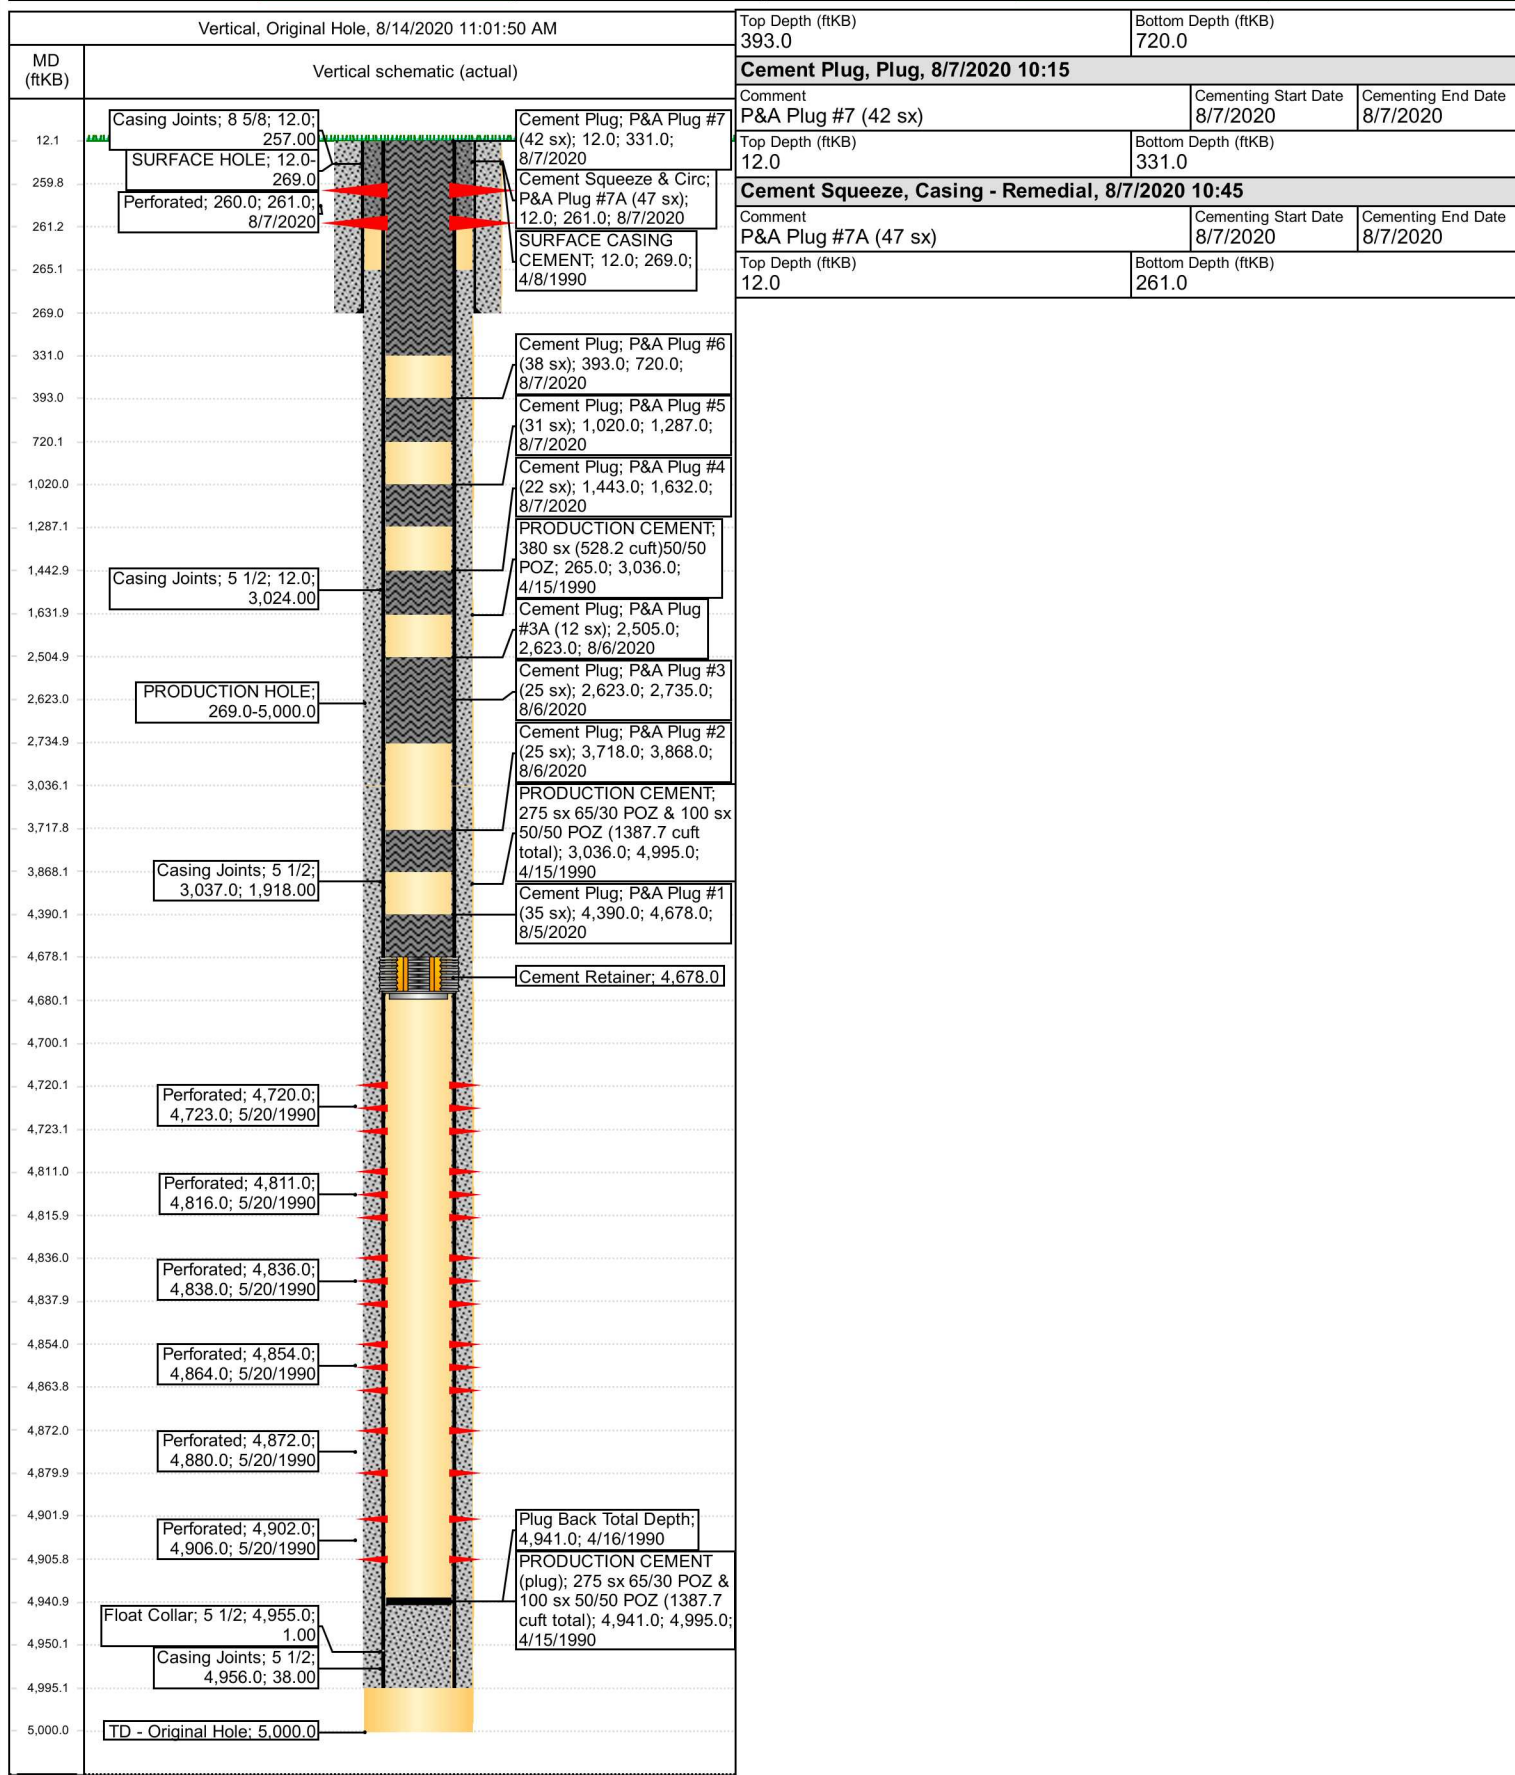 Vertical, Original Hole, 8/14/2020 11:01:50 AM
MD
(ftKB)
Vertical schematic (actual)
12.1
259.8
261.2
265.1
269.0
331.0
393.0
720.1
1,020.0
1,287.1
1,442.9
1,631.9
2,504.9
2,623.0
2,734.9
3,036.1
3,717.8
3,868.1
4,390.1
4,678.1
4,680.1
4,700.1
4,720.1
4,723.1
4,811.0
4,815.9
4,836.0
4,837.9
4,854.0
4,863.8
4,872.0
4,879.9
4,901.9
4,905.8
4,940.9
4,950.1
4,995.1
5,000.0
Casing Joints; 8 5/8; 12.0;
257.00
SURFACE HOLE; 12.0-
269.0
Perforated; 260.0; 261.0;
8/7/2020
Casing Joints; 5 1/2; 12.0;
3,024.00
PRODUCTION HOLE;
269.0-5,000.0
Casing Joints; 5 1/2;
3,037.0; 1,918.00
Perforated; 4,720.0;
4,723.0; 5/20/1990
Perforated; 4,811.0;
4,816.0; 5/20/1990
Perforated; 4,836.0;
4,838.0; 5/20/1990
Perforated; 4,854.0;
4,864.0; 5/20/1990
Perforated; 4,872.0;
4,880.0; 5/20/1990
Perforated; 4,902.0;
4,906.0; 5/20/1990
Float Collar; 5 1/2; 4,955.0;
1.00
Casing Joints; 5 1/2;
4,956.0; 38.00
TD - Original Hole; 5,000.0
Cement Plug; P&A Plug #7
(42 sx); 12.0; 331.0;
8/7/2020
Cement Squeeze & Circ;
P&A Plug #7A (47 sx);
12.0; 261.0; 8/7/2020
SURFACE CASING
CEMENT; 12.0; 269.0;
4/8/1990
Cement Plug; P&A Plug #6
(38 sx); 393.0; 720.0;
8/7/2020
Cement Plug; P&A Plug #5
(31 sx); 1,020.0; 1,287.0;
8/7/2020
Cement Plug; P&A Plug #4
(22 sx); 1,443.0; 1,632.0;
8/7/2020
PRODUCTION CEMENT;
380 sx (528.2 cuft)50/50
POZ; 265.0; 3,036.0;
4/15/1990
Cement Plug; P&A Plug
#3A (12 sx); 2,505.0;
2,623.0; 8/6/2020
Cement Plug; P&A Plug #3
(25 sx); 2,623.0; 2,735.0;
8/6/2020
Cement Plug; P&A Plug #2
(25 sx); 3,718.0; 3,868.0;
8/6/2020
PRODUCTION CEMENT;
275 sx 65/30 POZ & 100 sx
50/50 POZ (1387.7 cuft
total); 3,036.0; 4,995.0;
4/15/1990
Cement Plug; P&A Plug #1
(35 sx); 4,390.0; 4,678.0;
8/5/2020
Cement Retainer; 4,678.0
Plug Back Total Depth;
4,941.0; 4/16/1990
PRODUCTION CEMENT
(plug); 275 sx 65/30 POZ &
100 sx 50/50 POZ (1387.7
cuft total); 4,941.0; 4,995.0;
4/15/1990
Top Depth (ftKB) Bottom Depth (ftKB)
393.0 720.0
Cement Plug, Plug, 8/7/2020 10:15
Comment Cementing Start Date Cementing End Date
P&A Plug #7 (42 sx) 8/7/2020 8/7/2020
Top Depth (ftKB) Bottom Depth (ftKB)
12.0 331.0
Cement Squeeze, Casing - Remedial, 8/7/2020 10:45
Comment Cementing Start Date Cementing End Date
P&A Plug #7A (47 sx) 8/7/2020 8/7/2020
Top Depth (ftKB) Bottom Depth (ftKB)
12.0 261.0